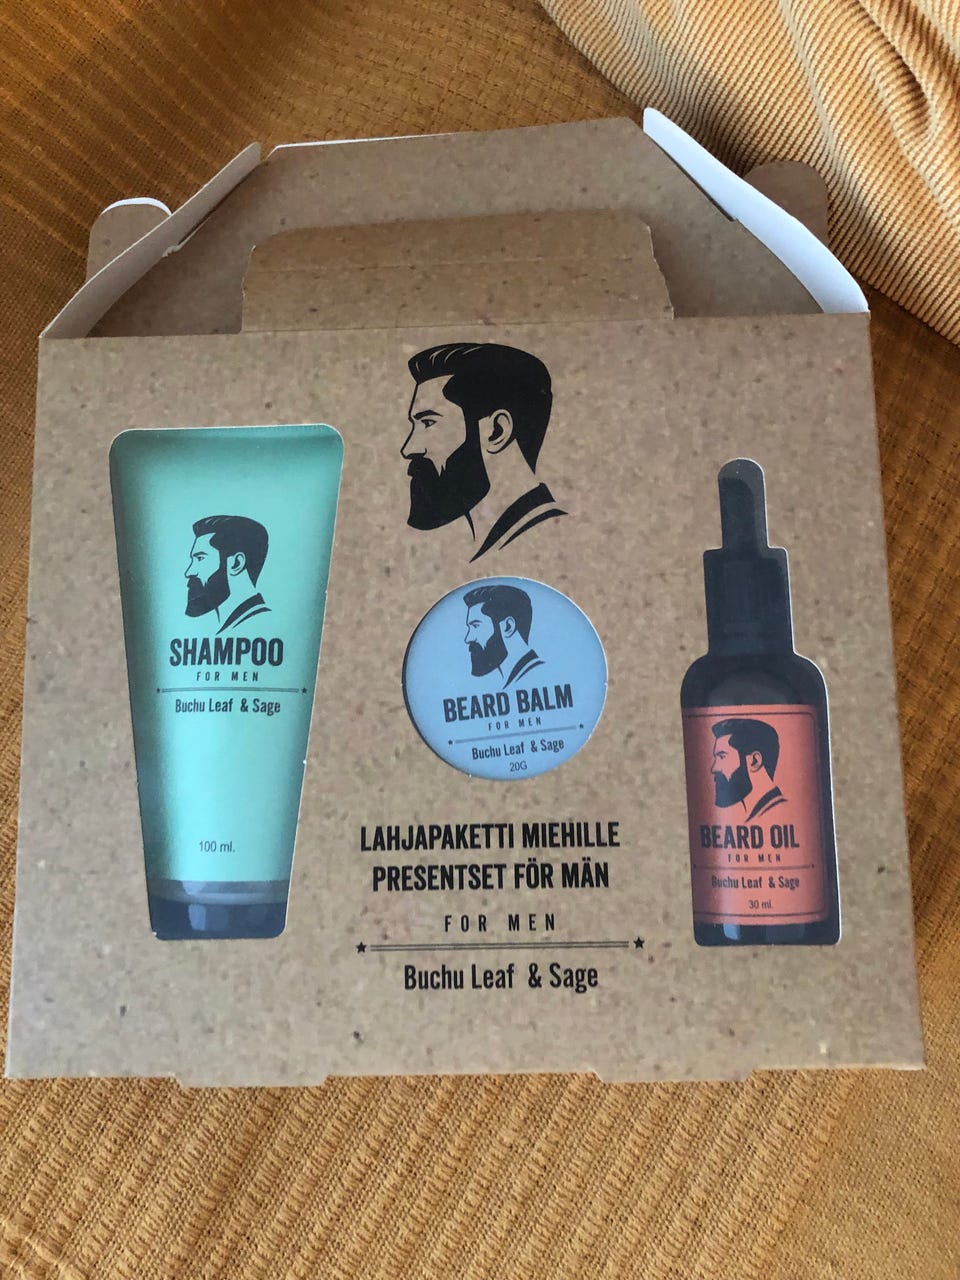 SHAMPOO
FOR MEN
Buchu Leaf & Sage
100 ml.
BEARD BALM
FOR MEN
Buchu Leaf & Sage
20G
LAHJAPAKETTI MIEHILLE
PRESENTSET FÖR MÄN
FOR MEN
Buchu Leaf & Sage
BEARD OIL
FOR MEN
Buchu Leaf & Sage
30 ml.